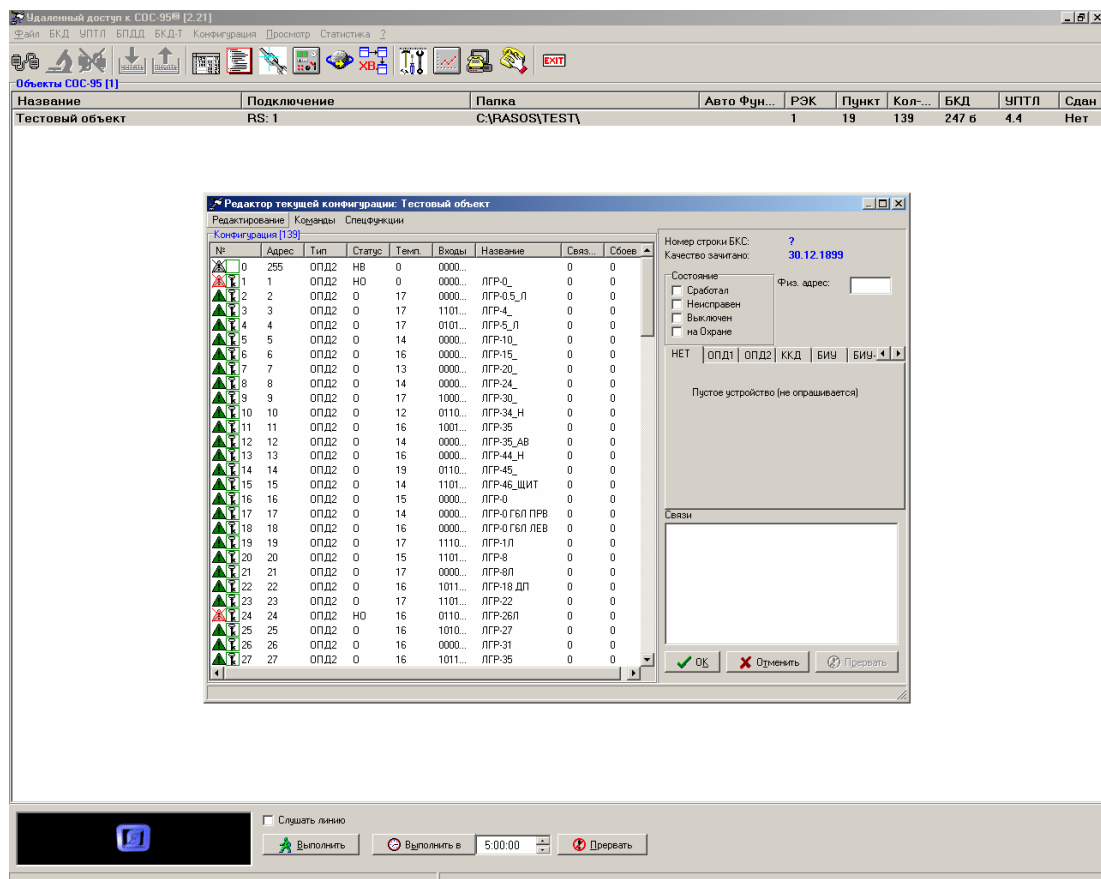 Удаленный доступ к СОС-95® [2.21]
Файл БКД УПТЛ БПДД БКД-Т Конфигурация Просмотр Статистика ?
EXIT
Объекты СОС-95 [1]
Название Подключение Папка Авто Фун... РЭК Пункт Кол-... БКД УПТЛ Сдан
Тестовый объект RS: 1 C:\RASOS\TEST\ 1 19 139 247 б 4.4 Нет
Редактор текущей конфигурации: Тестовый объект
Редактирование Команды Спецфункции
Конфигурация [139]
№ Адрес Тип Статус Темп. Входы Название Связ... Сбоев
0 255 ОПД2 НВ 0 0000... 0 0
1 1 ОПД2 НО 0 0000... ЛГР-0_ 0 0
2 2 ОПД2 О 17 0000... ЛГР-0.5_Л 0 0
3 3 ОПД2 О 17 1101... ЛГР-4_ 0 0
4 4 ОПД2 О 17 0101... ЛГР-5_Л 0 0
5 5 ОПД2 О 14 0000... ЛГР-10_ 0 0
6 6 ОПД2 О 16 0000... ЛГР-15_ 0 0
7 7 ОПД2 О 13 0000... ЛГР-20_ 0 0
8 8 ОПД2 О 14 0000... ЛГР-24_ 0 0
9 9 ОПД2 О 17 1000... ЛГР-30_ 0 0
10 10 ОПД2 О 12 0110... ЛГР-34_Н 0 0
11 11 ОПД2 О 16 1001... ЛГР-35 0 0
12 12 ОПД2 О 14 0000... ЛГР-35_АВ 0 0
13 13 ОПД2 О 16 0000... ЛГР-44_Н 0 0
14 14 ОПД2 О 19 0110... ЛГР-45_ 0 0
15 15 ОПД2 О 14 1101... ЛГР-46_ЩИТ 0 0
16 16 ОПД2 О 15 0000... ЛГР-0 0 0
17 17 ОПД2 О 14 0000... ЛГР-0 ГБЛ ПРВ 0 0
18 18 ОПД2 О 16 0000... ЛГР-0 ГБЛ ЛЕВ 0 0
19 19 ОПД2 О 17 1110... ЛГР-1Л 0 0
20 20 ОПД2 О 15 1101... ЛГР-8 0 0
21 21 ОПД2 О 17 0000... ЛГР-8Л 0 0
22 22 ОПД2 О 16 1011... ЛГР-18 ДП 0 0
23 23 ОПД2 О 17 1101... ЛГР-22 0 0
24 24 ОПД2 НО 16 0110... ЛГР-26Л 0 0
25 25 ОПД2 О 16 1010... ЛГР-27 0 0
26 26 ОПД2 О 16 0000... ЛГР-31 0 0
27 27 ОПД2 О 16 1011... ЛГР-35 0 0
Номер строки БКС: ?
Качество зачитано: 30.12.1899
Состояние
Сработал
Неисправен
Выключен
на Охране
Физ. адрес:
НЕТ ОПД1 ОПД2 ККД БИУ БИУ-
Пустое устройство (не опрашивается)
Связи
ОК Отменить Прервать
Слушать линию
Выполнить Выполнить в 5:00:00 Прервать